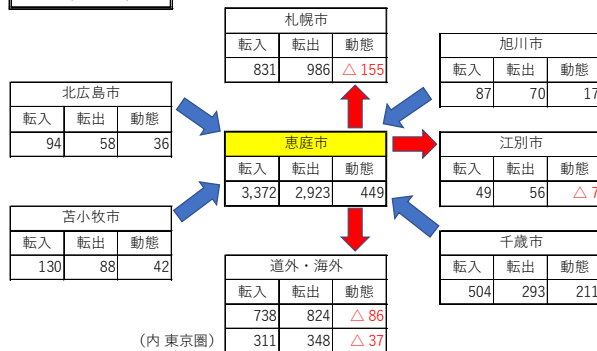 札幌市
転入 転出 動態
831 986 △ 155
旭川市
転入 転出 動態
87 70 17
北広島市
転入 転出 動態
94 58 36
恵庭市
転入 転出 動態
3,372 2,923 449
江別市
転入 転出 動態
49 56 △ 7
苫小牧市
転入 転出 動態
130 88 42
千歳市
転入 転出 動態
504 293 211
道外・海外
転入 転出 動態
738 824 △ 86
(内 東京圏) 311 348 △ 37